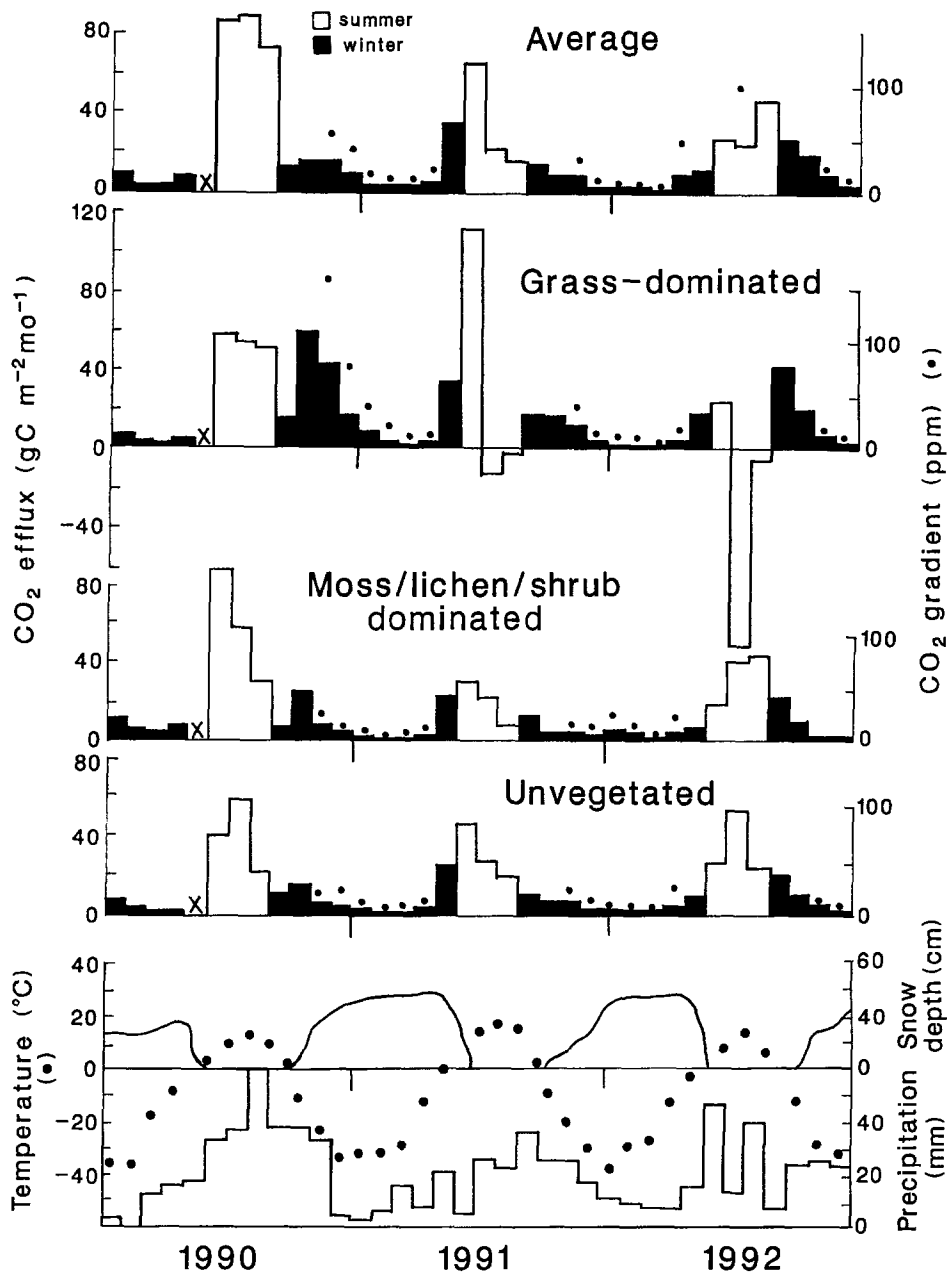 summer
winter
Average
80
40
0
100
0
X
CO₂ efflux (gC m⁻² mo⁻¹)
CO₂ gradient (ppm) (•)
Grass-dominated
120
80
40
0
-40
100
0
X
Moss/lichen/shrub
dominated
80
40
0
100
0
X
Unvegetated
80
40
0
100
0
X
Temperature (°C)
(•)
40
20
0
-20
-40
60
40
20
0
Snow
depth (cm)
40
20
0
Precipitation
(mm)
1990
1991
1992